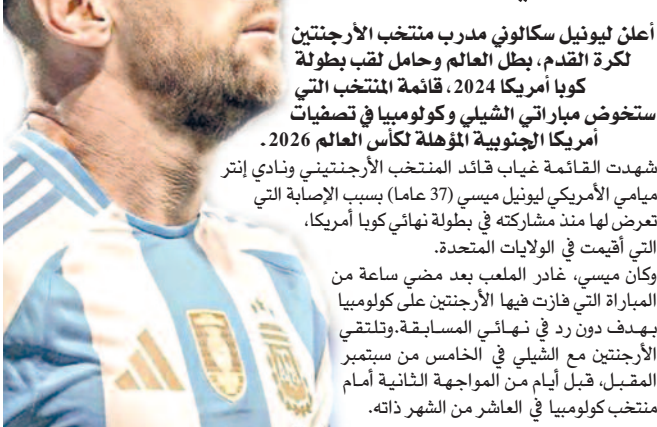 أعلن ليونيل سكالوني مدرب منتخب الأرجنتين
لكرة القدم، بطل العالم وحامل لقب بطولة
كوبا أمريكا 2024، قائمة المنتخب التي
ستخوض مباراتي الشيلي وكولومبيا في تصفيات
أمريكا الجنوبية المؤهلة لكأس العالم 2026.
شهدت القائمة غياب قائد المنتخب الأرجنتيني ونادي إنتر
ميامي الأمريكي ليونيل ميسي (37 عاما) بسبب الإصابة التي
تعرض لها منذ مشاركته في بطولة نهائي كوبا أمريكا،
التي أقيمت في الولايات المتحدة.
وكان ميسي، غادر الملعب بعد مضي ساعة من
المباراة التي فازت فيها الأرجنتين على كولومبيا
بهدف دون رد في نهائي المسابقة.وتلتقي
الأرجنتين مع الشيلي في الخامس من سبتمبر
المقبل، قبل أيام من المواجهة الثانية أمام
منتخب كولومبيا في العاشر من الشهر ذاته.